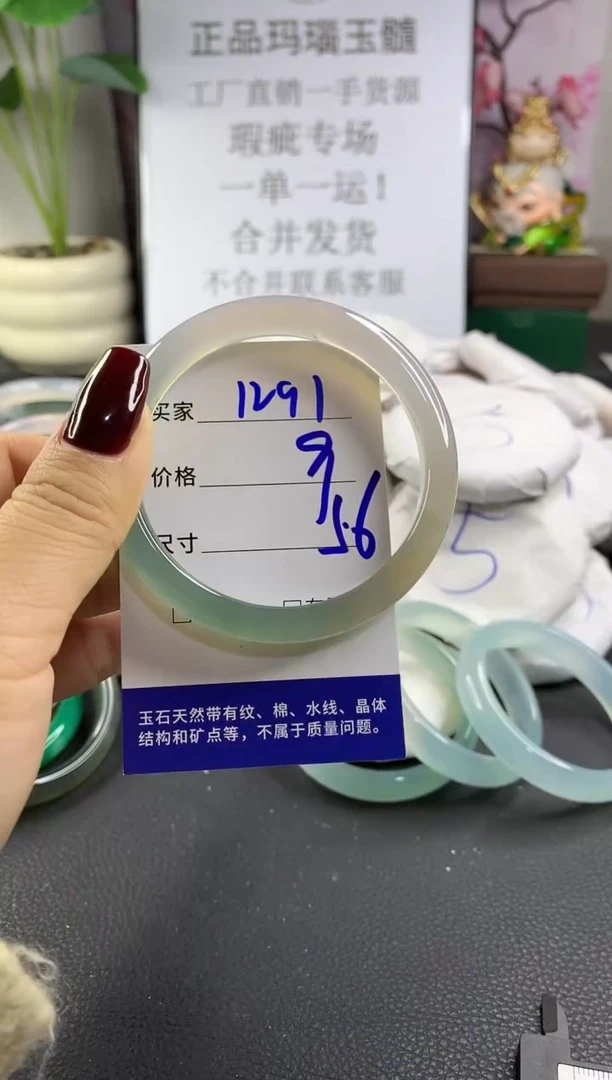 正品玛瑙玉髓
工厂直销一手货源
瑕疵专场
一单一运！
合并发货
不合并联系客服
买家 1291
价格 9
尺寸 56
玉石天然带有纹、棉、水线、晶体
结构和矿点等，不属于质量问题。
5